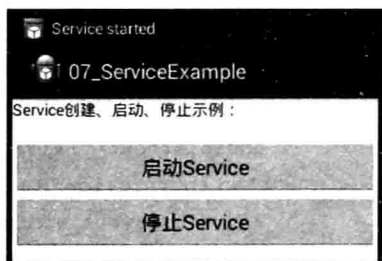 Service started
07_ServiceExample
Service创建、启动、停止示例：
启动Service
停止Service